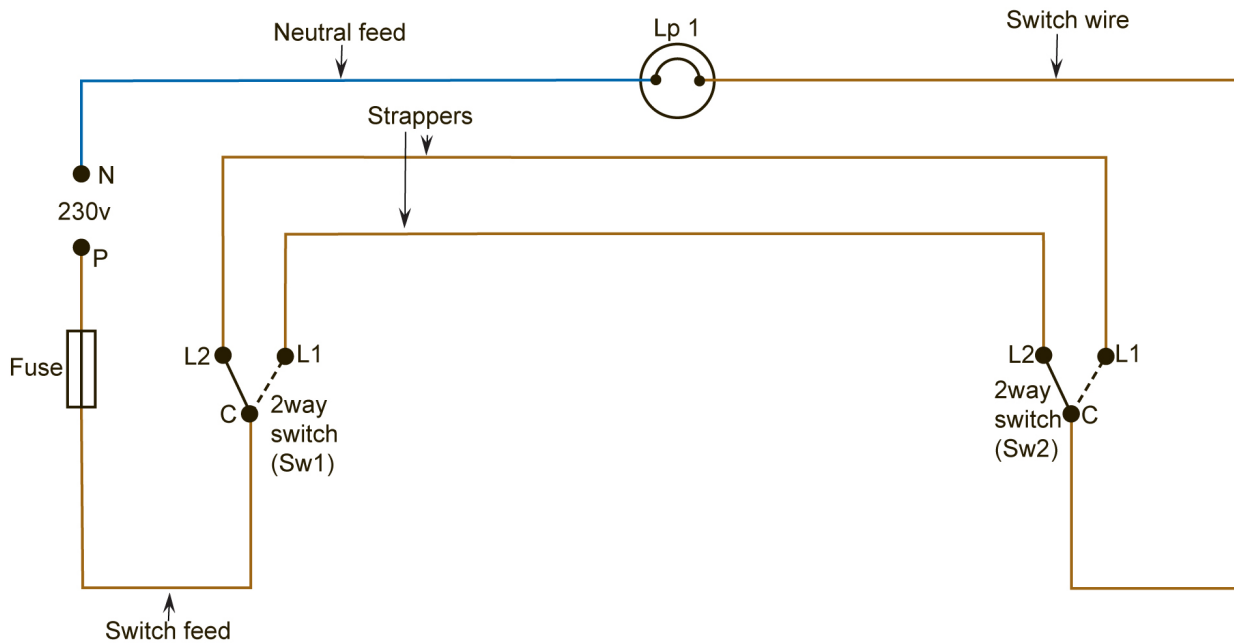 Neutral feed
Lp 1
Switch wire
Strappers
N
230v
P
Fuse
L2
L1
C
2way
switch
(Sw1)
L2
L1
2way
switch
(Sw2)
C
Switch feed